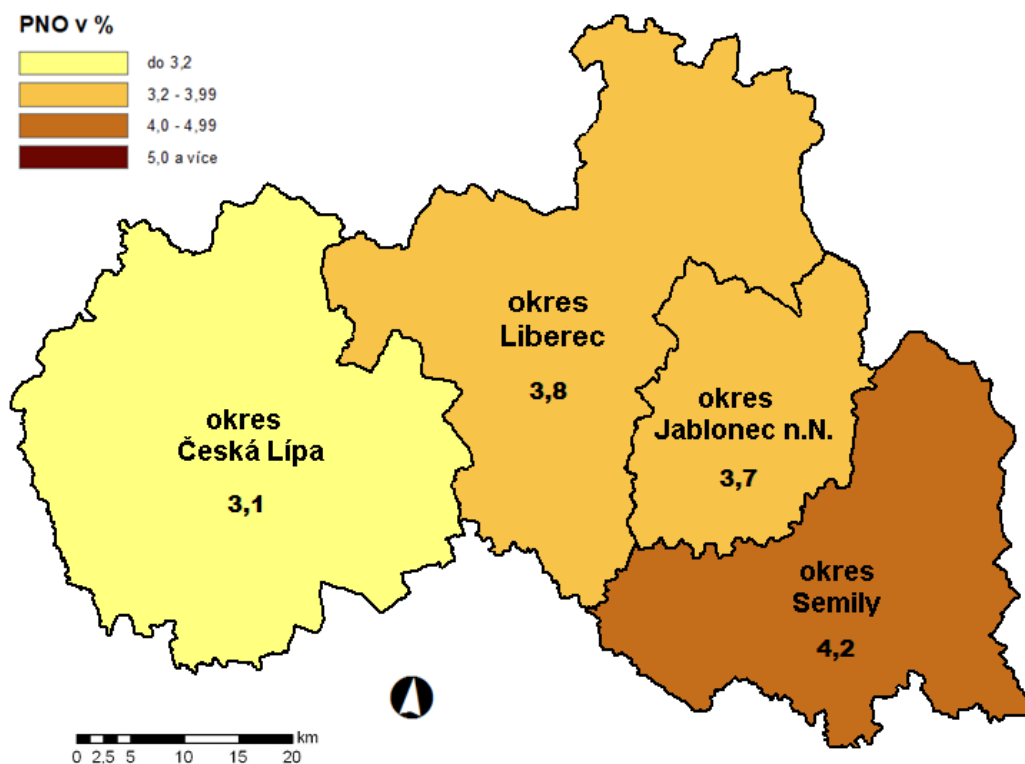 PNO v %
do 3,2
3,2 - 3,99
4,0 - 4,99
5,0 a více
okres
Liberec
3,8
okres
Jablonec n.N.
3,7
okres
Česká Lípa
3,1
okres
Semily
4,2
km
0 2,5 5 10 15 20